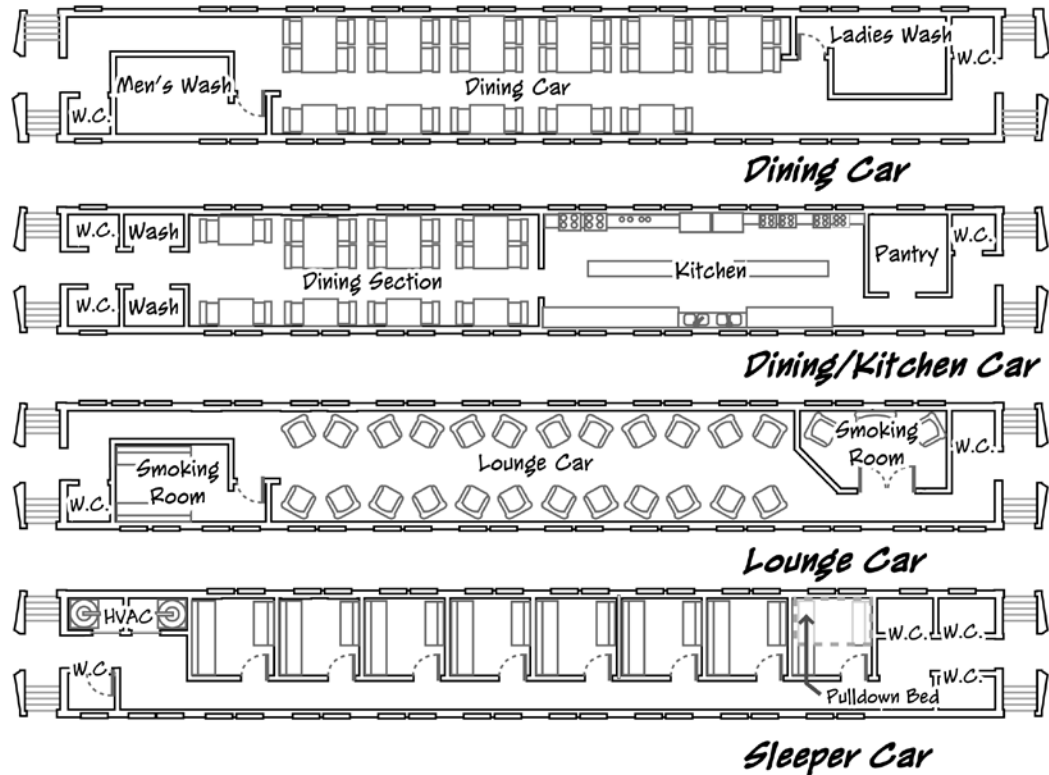 Ladies Wash
W.C.
Men's Wash
Dining Car
W.C.
Dining Car
W.C.
Wash
W.C.
Pantry
Kitchen
Dining Section
W.C.
Wash
Dining/Kitchen Car
Smoking
Room
W.C.
Lounge Car
Smoking
Room
W.C.
Lounge Car
HVAC
W.C.
W.C.
W.C.
W.C.
Pulldown Bed
Sleeper Car